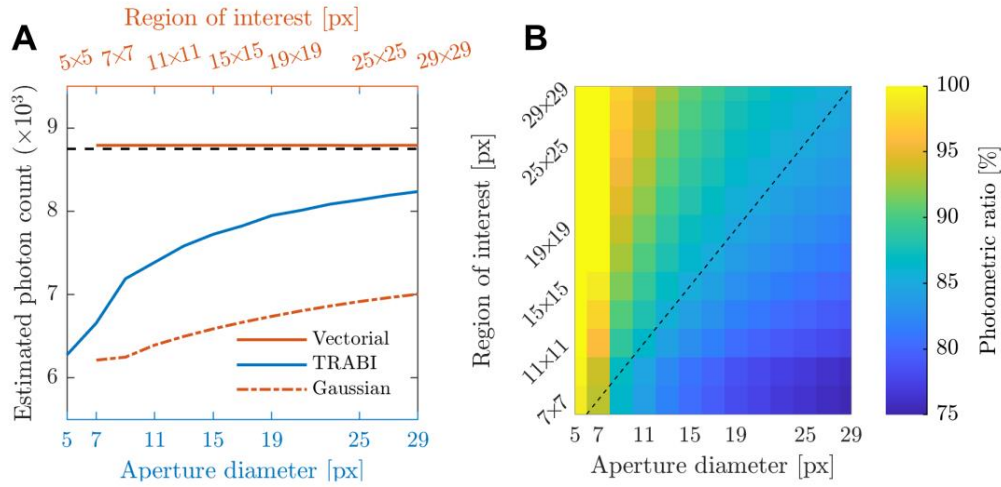 A
Region of interest [px]
5×5 7×7 11×11 15×15 19×19 25×25 29×29
Estimated photon count (×10³)
9
8
7
6
Vectorial
TRABI
Gaussian
5 7 11 15 19 25 29
Aperture diameter [px]
B
Region of interest [px]
29×29
25×25
19×19
15×15
11×11
7×7
5 7 11 15 19 25 29
Aperture diameter [px]
100
95
90
85
80
75
Photometric ratio [%]